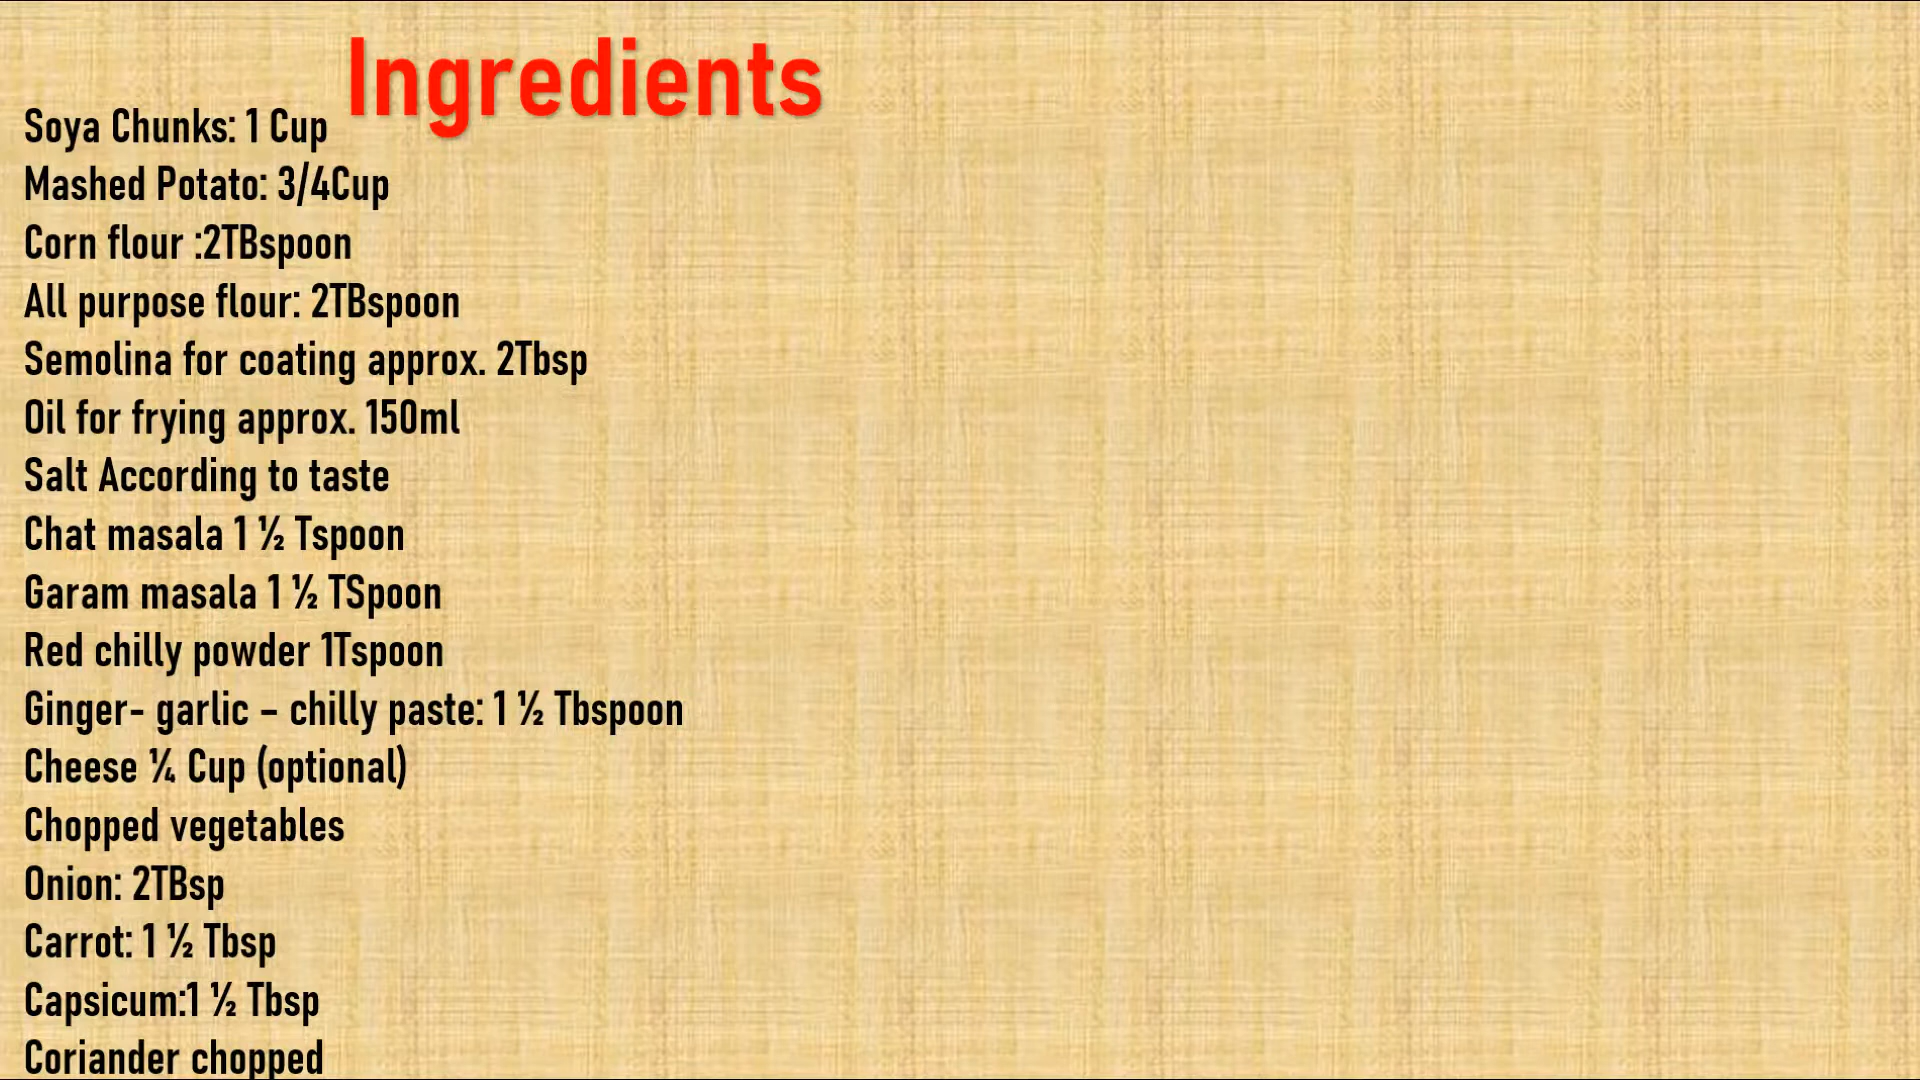 Ingredients
Soya Chunks: 1 Cup
Mashed Potato: 3/4Cup
Corn flour :2TBspoon
All purpose flour: 2TBspoon
Semolina for coating approx. 2Tbsp
Oil for frying approx. 150ml
Salt According to taste
Chat masala 1 ½ Tspoon
Garam masala 1 ½ TSpoon
Red chilly powder 1Tspoon
Ginger- garlic – chilly paste: 1 ½ Tbspoon
Cheese ¼ Cup (optional)
Chopped vegetables
Onion: 2TBsp
Carrot: 1 ½ Tbsp
Capsicum:1 ½ Tbsp
Coriander chopped